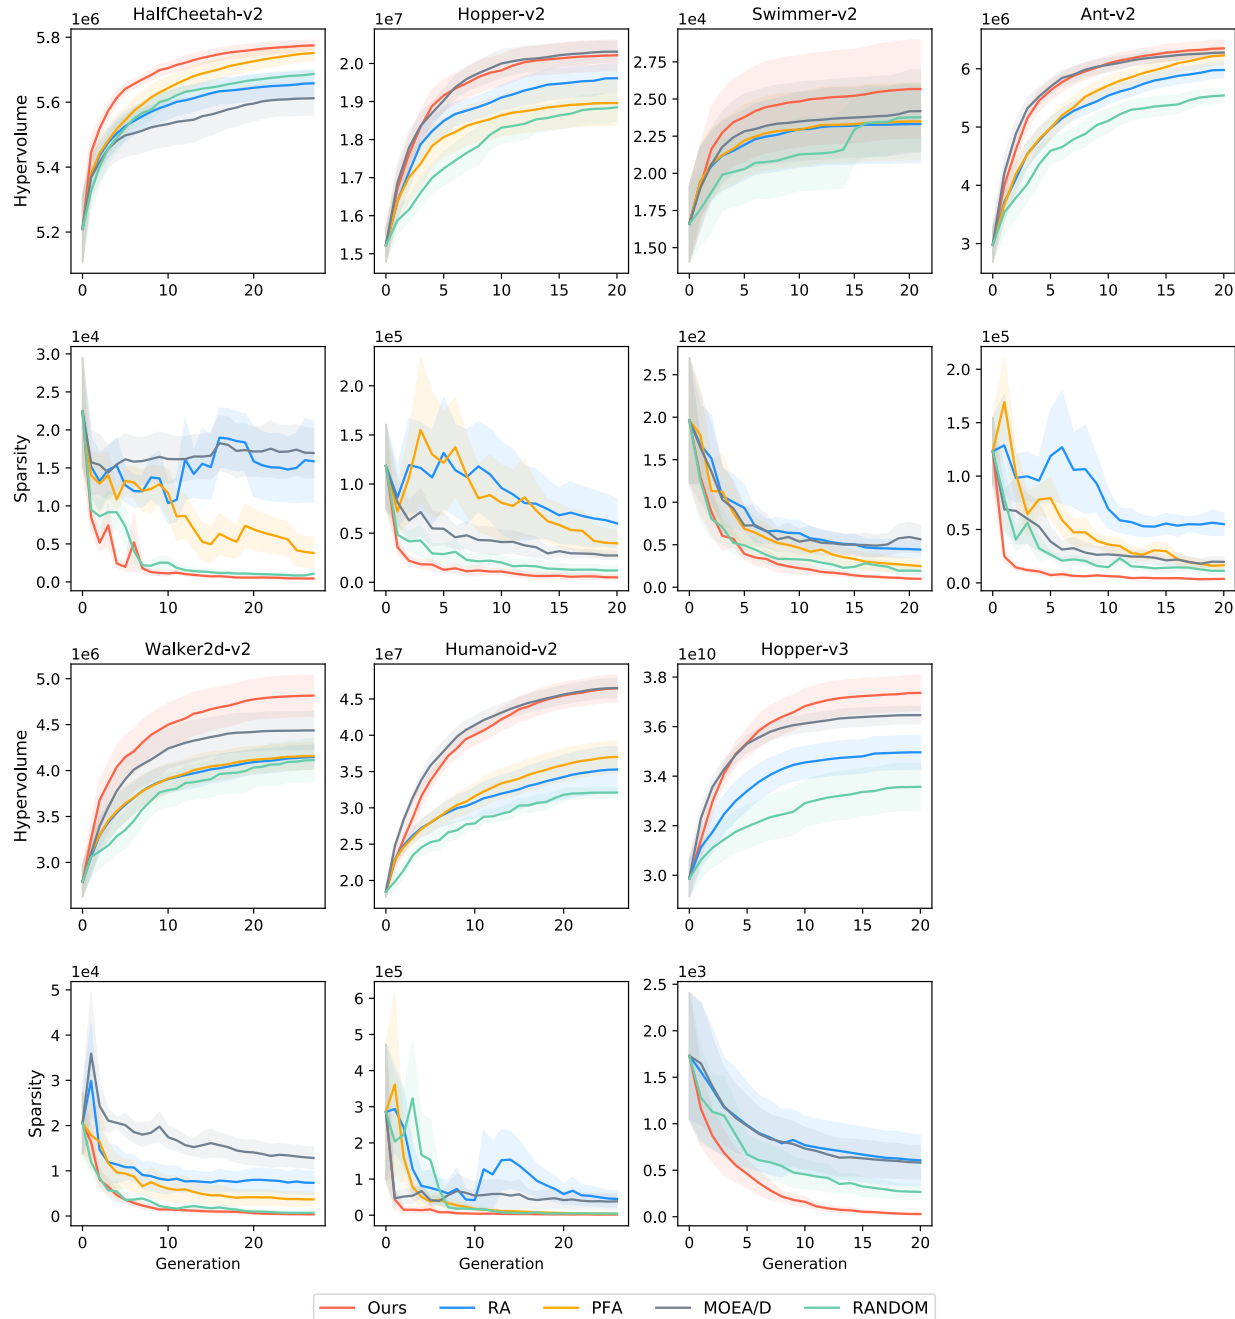 HalfCheetah-v2 Hopper-v2 Swimmer-v2 Ant-v2
1e6 1e7 1e4 1e6
Hypervolume
5.8 5.6 5.4 5.2
0 10 20
2.0 1.9 1.8 1.7 1.6 1.5
0 5 10 15 20
2.50 2.25 2.00 1.75 1.50
0 5 10 15 20
6 5 4 3
0 5 10 15 20
1e4 1e5 1e2 1e5
Sparsity
3.0 2.5 2.0 1.5 1.0 0.5 0.0
0 10 20
2.0 1.5 1.0 0.5 0.0
0 5 10 15 20
2.5 2.0 1.5 1.0 0.5 0.0
0 5 10 15 20
2.0 1.5 1.0 0.5 0.0
0 5 10 15 20
Walker2d-v2 Humanoid-v2 Hopper-v3
1e6 1e7 1e10
Hypervolume
5.0 4.5 4.0 3.5 3.0
0 10 20
4.5 4.0 3.5 3.0 2.5 2.0
0 10 20
3.8 3.6 3.4 3.2 3.0
0 5 10 15 20
1e4 1e5 1e3
Sparsity
5 4 3 2 1 0
0 10 20
Generation
6 5 4 3 2 1 0
0 10 20
Generation
2.5 2.0 1.5 1.0 0.5 0.0
0 5 10 15 20
Generation
Ours RA PFA MOEA/D RANDOM